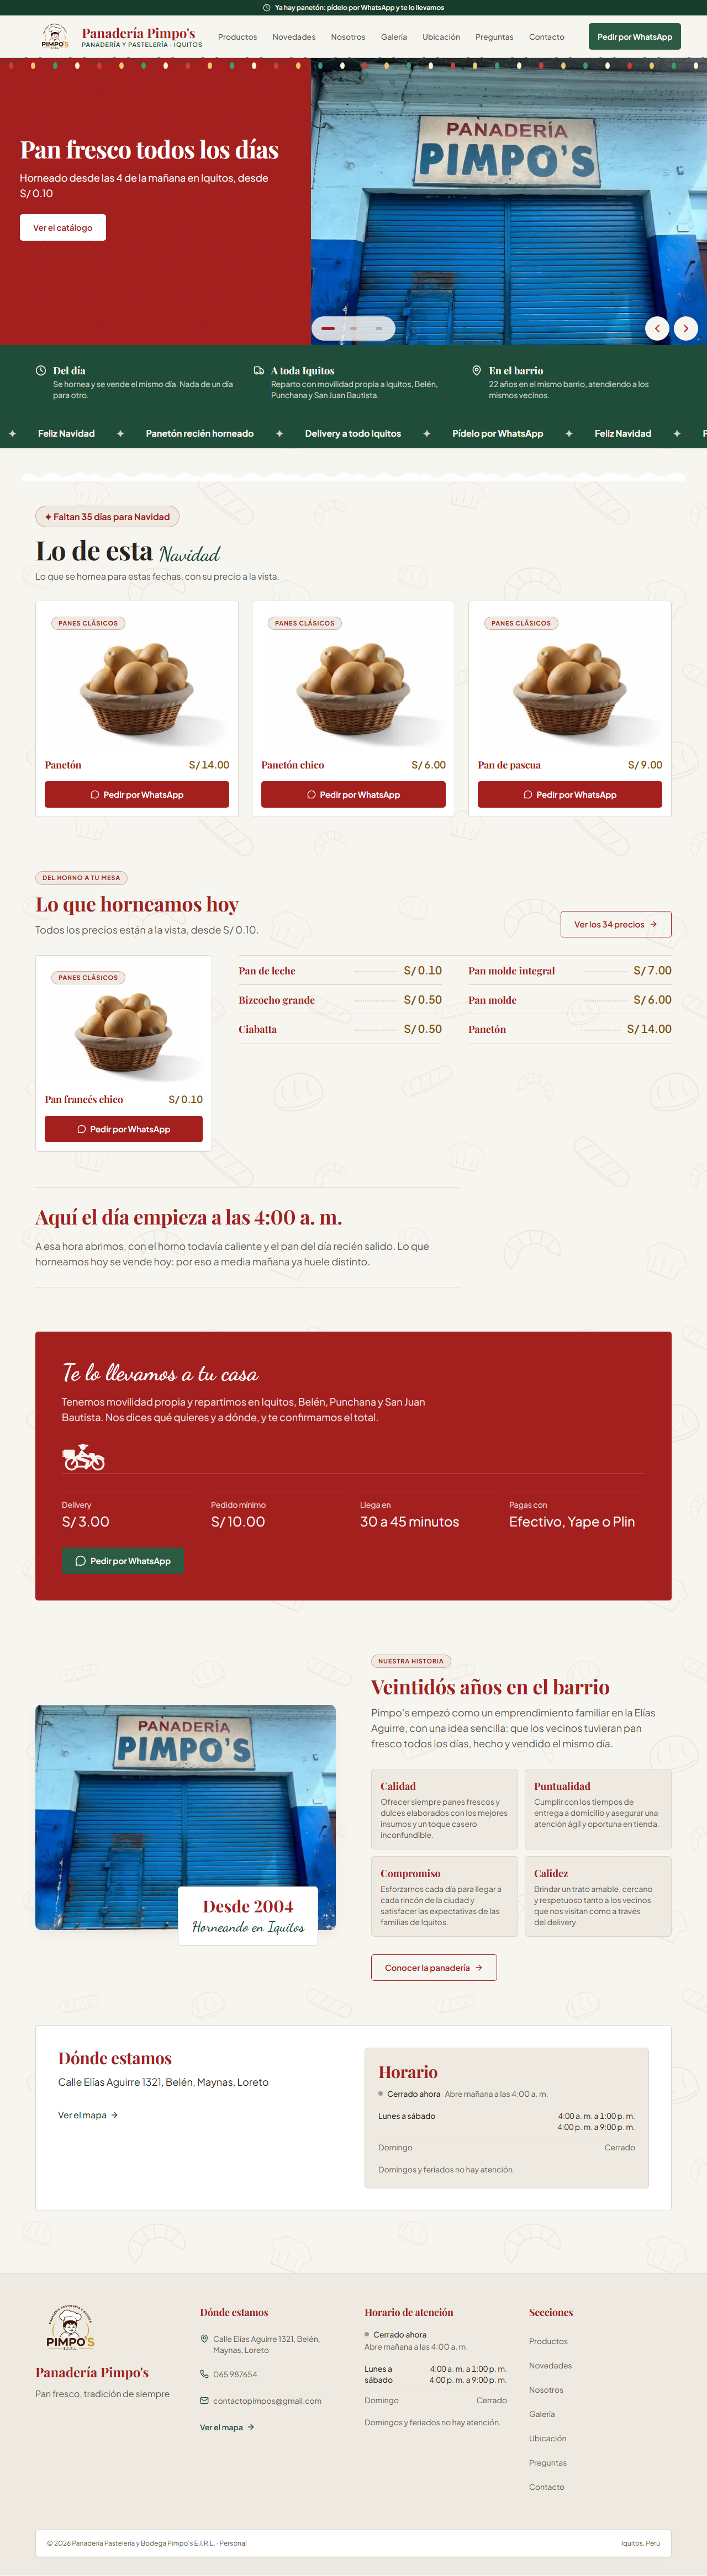 Ya hay panetón: pídelo por WhatsApp y te lo llevamos
PIMPO'S
Panadería Pimpo's
PANADERÍA Y PASTELERÍA · IQUITOS
Productos
Novedades
Nosotros
Galería
Ubicación
Preguntas
Contacto
Pedir por WhatsApp
Pan fresco todos los días
Horneado desde las 4 de la mañana en Iquitos, desde
S/ 0.10
Ver el catálogo
PANADERÍA
PIMPO'S
Del día
Se hornea y se vende el mismo día. Nada de un día
para otro.
A toda Iquitos
Reparto con movilidad propia a Iquitos, Belén,
Punchana y San Juan Bautista.
En el barrio
22 años en el mismo barrio, atendiendo a los
mismos vecinos.
Feliz Navidad
Panetón recién horneado
Delivery a todo Iquitos
Pídelo por WhatsApp
Feliz Navidad
Faltan 35 días para Navidad
Lo de esta Navidad
Lo que se hornea para estas fechas, con su precio a la vista.
PANES CLÁSICOS
Panetón
S/ 14.00
Pedir por WhatsApp
PANES CLÁSICOS
Panetón chico
S/ 6.00
Pedir por WhatsApp
PANES CLÁSICOS
Pan de pascua
S/ 9.00
Pedir por WhatsApp
DEL HORNO A TU MESA
Lo que horneamos hoy
Todos los precios están a la vista, desde S/ 0.10.
Ver los 34 precios
PANES CLÁSICOS
Pan francés chico
S/ 0.10
Pedir por WhatsApp
Pan de leche S/ 0.10
Bizcocho grande S/ 0.50
Ciabatta S/ 0.50
Pan molde integral S/ 7.00
Pan molde S/ 6.00
Panetón S/ 14.00
Aquí el día empieza a las 4:00 a. m.
A esa hora abrimos, con el horno todavía caliente y el pan del día recién salido. Lo que
horneamos hoy se vende hoy: por eso a media mañana ya huele distinto.
Te lo llevamos a tu casa
Tenemos movilidad propia y repartimos en Iquitos, Belén, Punchana y San Juan
Bautista. Nos dices qué quieres y a dónde, y te confirmamos el total.
Delivery
S/ 3.00
Pedido mínimo
S/ 10.00
Llega en
30 a 45 minutos
Pagas con
Efectivo, Yape o Plin
Pedir por WhatsApp
PANADERÍA
PIMPO'S
Desde 2004
Horneando en Iquitos
NUESTRA HISTORIA
Veintidós años en el barrio
Pimpo's empezó como un emprendimiento familiar en la Elías
Aguirre, con una idea sencilla: que los vecinos tuvieran pan
fresco todos los días, hecho y vendido el mismo día.
Calidad
Ofrecer siempre panes frescos y
dulces elaborados con los mejores
insumos y un toque casero
inconfundible.
Puntualidad
Cumplir con los tiempos de
entrega a domicilio y asegurar una
atención ágil y oportuna en tienda.
Compromiso
Esforzarnos cada día para llegar a
cada rincón de la ciudad y
satisfacer las expectativas de las
familias de Iquitos.
Calidez
Brindar un trato amable, cercano
y respetuoso tanto a los vecinos
que nos visitan como a través
del delivery.
Conocer la panadería
Dónde estamos
Calle Elías Aguirre 1321, Belén, Maynas, Loreto
Ver el mapa
Horario
Cerrado ahora Abre mañana a las 4:00 a. m.
Lunes a sábado 4:00 a. m. a 1:00 p. m.
4:00 p. m. a 9:00 p. m.
Domingo Cerrado
Domingos y feriados no hay atención.
PIMPO'S
E.I.R.L.
Panadería Pimpo's
Pan fresco, tradición de siempre
Dónde estamos
Calle Elías Aguirre 1321, Belén,
Maynas, Loreto
065 987654
contactopimpos@gmail.com
Ver el mapa
Horario de atención
Cerrado ahora
Abre mañana a las 4:00 a. m.
Lunes a 4:00 a. m. a 1:00 p. m.
sábado 4:00 p. m. a 9:00 p. m.
Domingo Cerrado
Domingos y feriados no hay atención.
Secciones
Productos
Novedades
Nosotros
Galería
Ubicación
Preguntas
Contacto
© 2026 Panadería Pastelería y Bodega Pimpo's E.I.R.L. · Personal
Iquitos, Perú